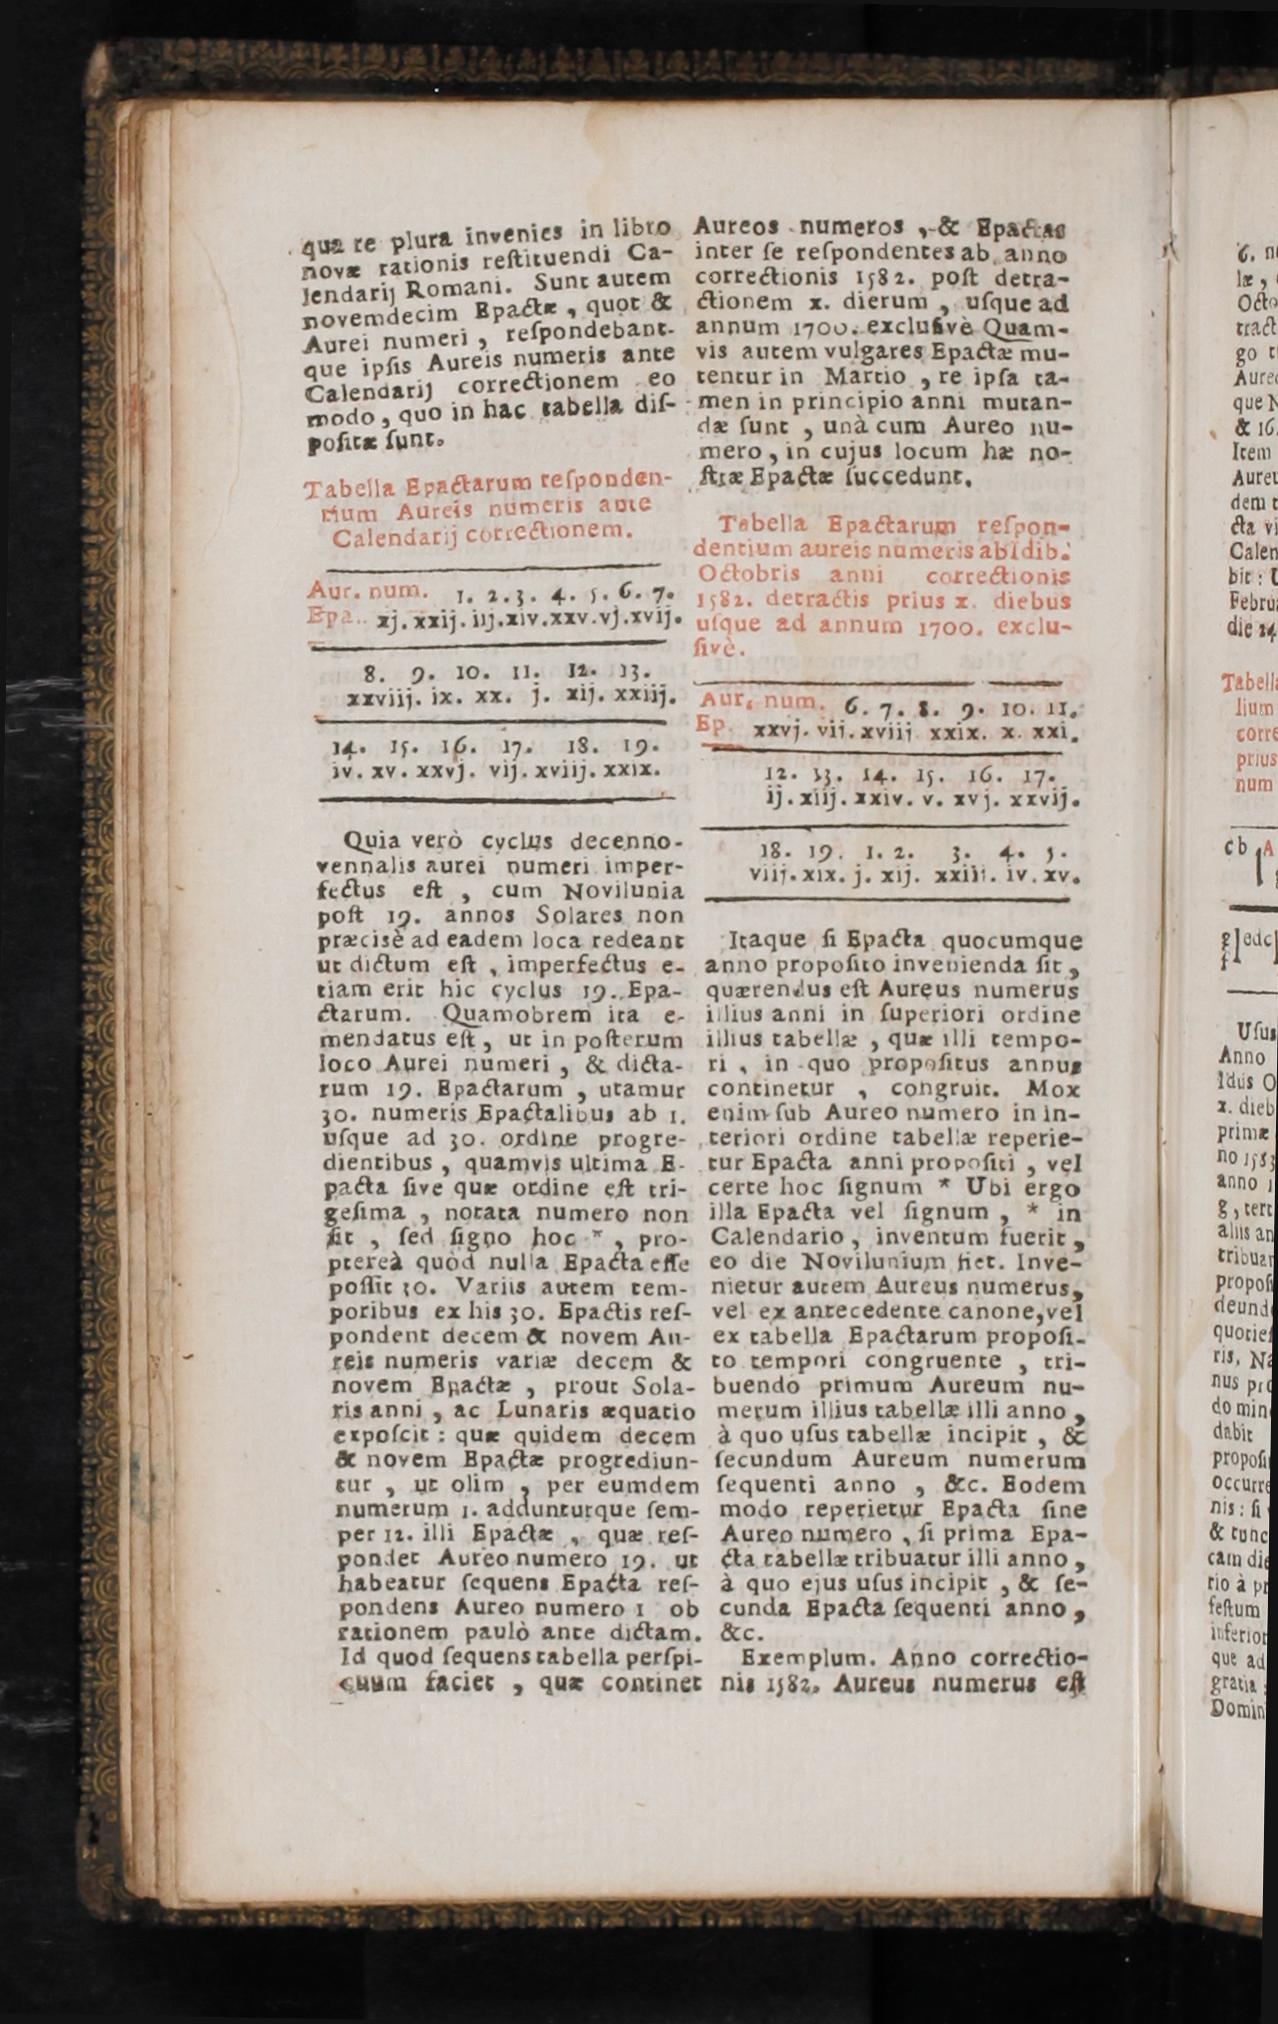 qua re plura invenies in libro
novæ rationis reſtituendi Ca-
lendarij Romani. Sunt autem
novemdecim Epactæ, quot &
Aurei numeri, reſpondebant-
que ipſis Aureis numeris ante
Calendarij correctionem eo
modo, quo in hac tabella diſ-
poſitæ ſunt.
Tabella Epactarum reſponden-
tium Aureis numeris ante
Calendarij correctionem.
Aur. num. 1. 2. 3. 4. 5. 6. 7.
Epa.. xj. xxij. iij. xiv. xxv. vj. xvij.
8. 9. 10. 11. 12. 13.
xxviij. ix. xx. j. xij. xxiij.
14. 15. 16. 17. 18. 19.
iv. xv. xxvj. vij. xviij. xxix.
Quia verò cyclus decenno-
vennalis aurei numeri imper-
fectus eſt, cum Novilunia
poſt 19. annos Solares non
præcisè ad eadem loca redeant
ut dictum eſt, imperfectus e-
tiam erit hic cyclus 19. Epa-
ctarum. Quamobrem ita e-
mendatus eſt, ut in poſterum
loco Aurei numeri, & dicta-
rum 19. Epactarum, utamur
30. numeris Epactalibus ab 1.
uſque ad 30. ordine progre-
dientibus, quamvis ultima E-
pacta ſive quæ ordine eſt tri-
geſima, notata numero non
ſit, ſed ſigno hoc *, pro-
ptereà quòd nulla Epacta eſſe
poſſit 30. Variis autem tem-
poribus ex his 30. Epactis reſ-
pondent decem & novem Au-
reis numeris variæ decem &
novem Epactæ, prout Sola-
ris anni, ac Lunaris æquatio
expoſcit: quæ quidem decem
& novem Epactæ progrediun-
tur, ut olim, per eumdem
numerum 1. adduntur­que ſem-
per 12. illi Epactæ, quæ reſ-
pondet Aureo numero 19. ut
habeatur ſequens Epacta reſ-
pondens Aureo numero 1 ob
rationem paulò ante dictam.
Id quod ſequens tabella perſpi-
cuum faciet, quæ continet
Aureos numeros, & Epactas
inter ſe reſpondentes ab anno
correctionis 1582. poſt detra-
ctionem x. dierum, uſque ad
annum 1700. excluſivè Quam-
vis autem vulgares Epactæ mu-
tentur in Martio, re ipſa ta-
men in principio anni mutan-
dæ ſunt, unà cum Aureo nu-
mero, in cujus locum hæ no-
ſtræ Epactæ ſuccedunt.
Tabella Epactarum reſpon-
dentium aureis numeris ab Idib.
Octobris anni correctionis
1582. detractis prius x. diebus
uſque ad annum 1700. exclu-
ſivè.
Aur. num. 6. 7. 8. 9. 10. 11.
Ep. xxvj. vij. xviij xxix. x. xxi.
12. 13. 14. 15. 16. 17.
ij. xiij. xxiv. v. xvj. xxvij.
18. 19. 1. 2. 3. 4. 5.
viij. xix. j. xij. xxiii. iv. xv.
Itaque ſi Epacta quocumque
anno propoſito invenienda ſit,
quærendus eſt Aureus numerus
illius anni in ſuperiori ordine
illius tabellæ, quæ illi tempo-
ri, in quo propoſitus annus
continetur, congruit. Mox
enim ſub Aureo numero in in-
teriori ordine tabellæ reperie-
tur Epacta anni propoſiti, vel
certe hoc ſignum * Ubi ergo
illa Epacta vel ſignum, * in
Calendario, inventum fuerit,
eo die Novilunium fiet. Inve-
nietur autem Aureus numerus,
vel ex antecedente canone, vel
ex tabella Epactarum propoſi-
to tempori congruente, tri-
buendo primum Aureum nu-
merum illius tabellæ illi anno,
à quo uſus tabellæ incipit, &
ſecundum Aureum numerum
ſequenti anno, &c. Eodem
modo reperietur Epacta ſine
Aureo numero, ſi prima Epa-
cta tabellæ tribuatur illi anno,
à quo ejus uſus incipit, & ſe-
cunda Epacta ſequenti anno,
&c.
Exemplum. Anno correctio-
nis 1582. Aureus numerus eſt